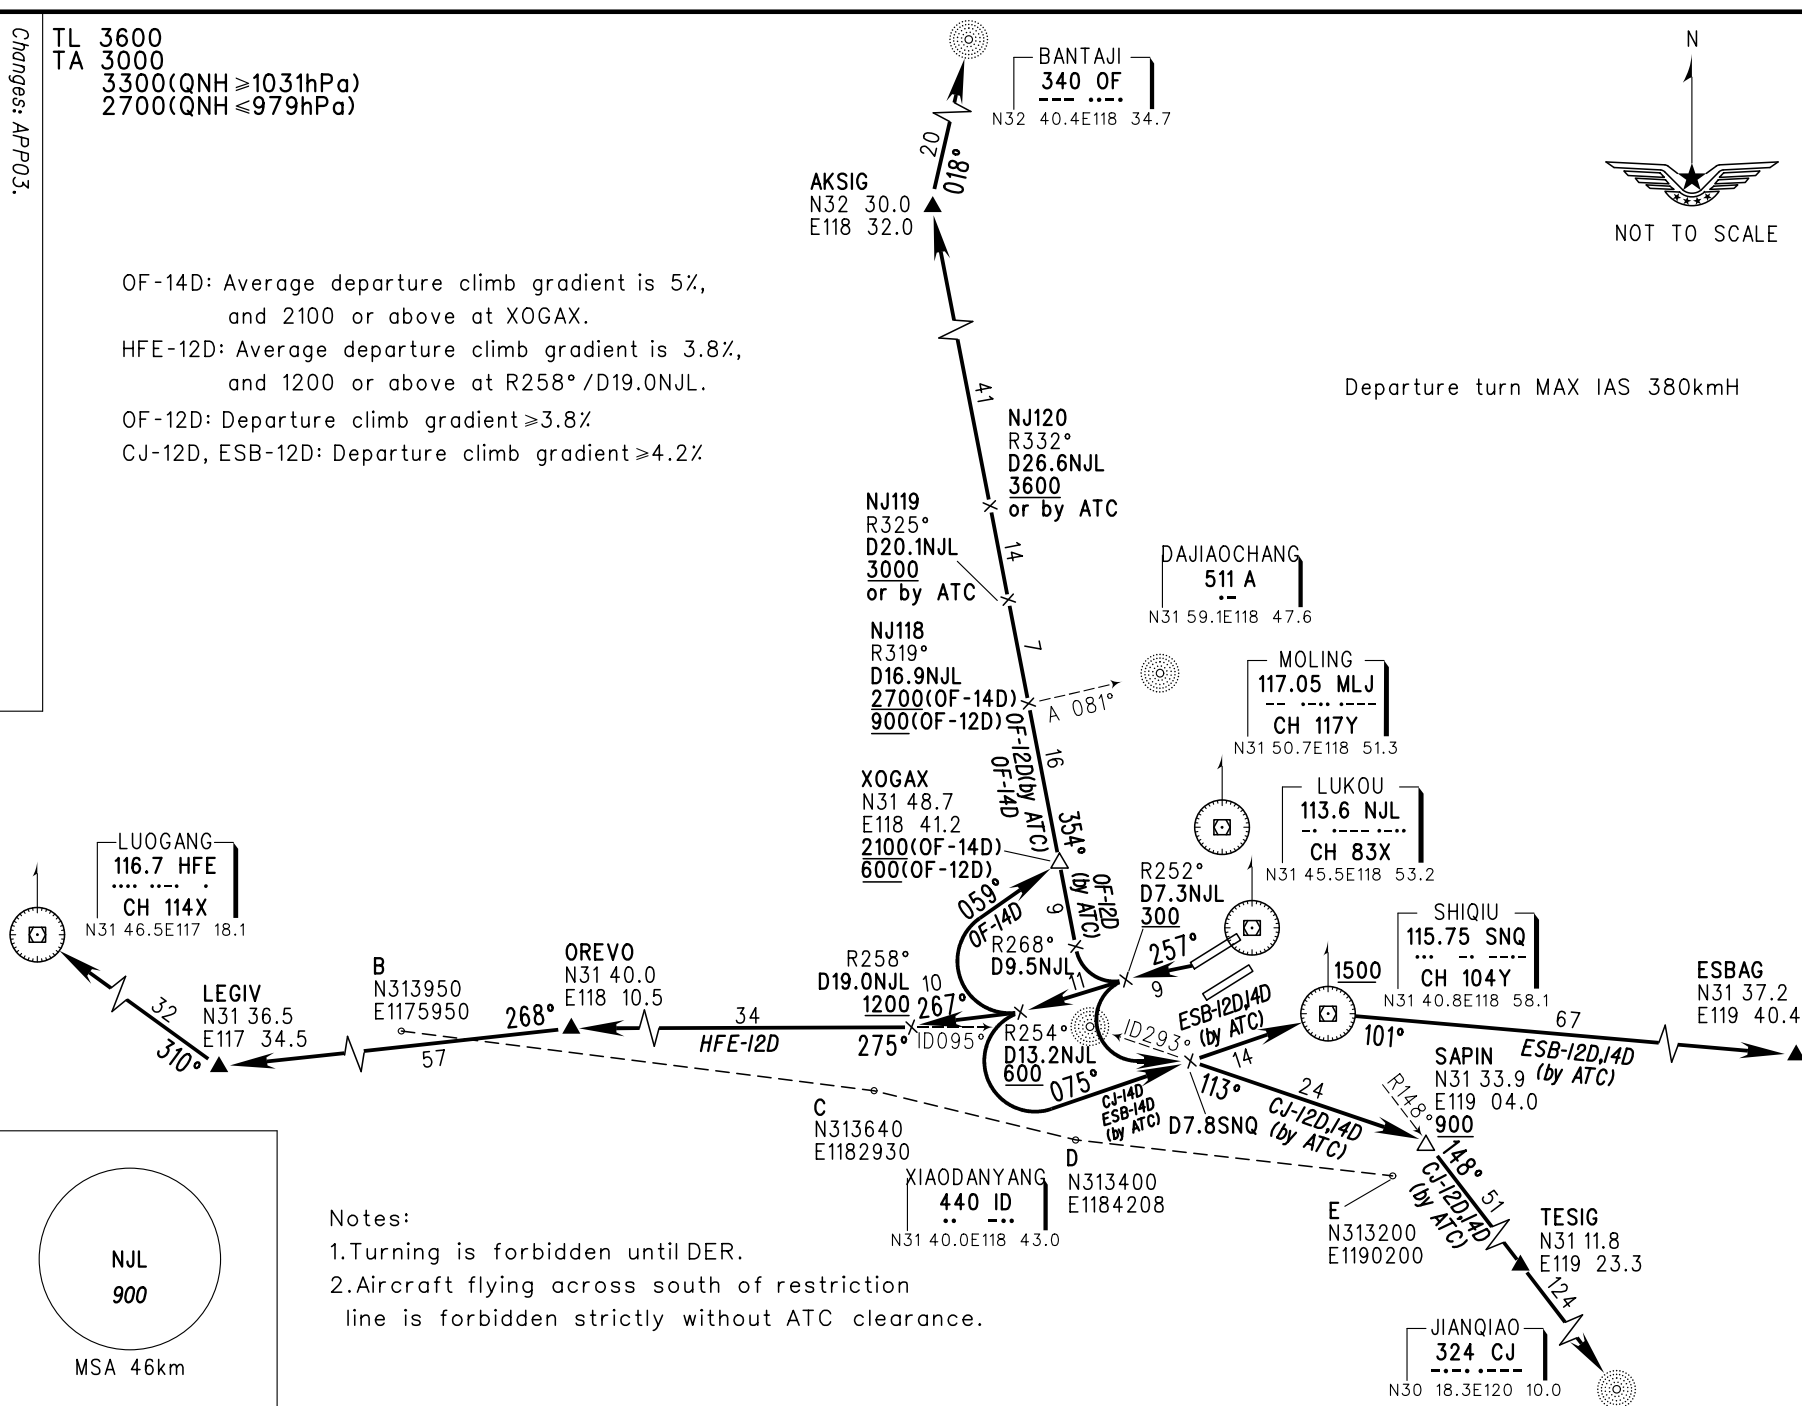 Changes: APP03.
TL 3600
TA 3000
3300(QNH≥1031hPa)
2700(QNH≤979hPa)
OF-14D: Average departure climb gradient is 5%,
and 2100 or above at XOGAX.
HFE-12D: Average departure climb gradient is 3.8%,
and 1200 or above at R258°/D19.0NJL.
OF-12D: Departure climb gradient≥3.8%
CJ-12D, ESB-12D: Departure climb gradient≥4.2%
BANTAJI
340 OF
N32 40.4E118 34.7
20
018°
AKSIG
N32 30.0
E118 32.0
N
NOT TO SCALE
Departure turn MAX IAS 380kmH
41
NJ120
R332°
D26.6NJL
3600
or by ATC
NJ119
R325°
D20.1NJL
3000
or by ATC
14
DAJIAOCHANG
511 A
N31 59.1E118 47.6
NJ118
R319°
D16.9NJL
2700(OF-14D)
900(OF-12D)
7
A 081°
MOLING
117.05 MLJ
CH 117Y
N31 50.7E118 51.3
OF-12D(by ATC)
OF-14D
16
354°
XOGAX
N31 48.7
E118 41.2
2100(OF-14D)
600(OF-12D)
LUKOU
113.6 NJL
CH 83X
N31 45.5E118 53.2
059°
OF-14D
9
OF-12D
(by ATC)
R252°
D7.3NJL
300
257°
9
R268°
D9.5NJL
11
LUOGANG
116.7 HFE
CH 114X
N31 46.5E117 18.1
32
310°
LEGIV
N31 36.5
E117 34.5
B
N313950
E1175950
57
268°
OREVO
N31 40.0
E118 10.5
34
HFE-12D
R258°
D19.0NJL
1200
10
267°
275°
ID095°
R254°
D13.2NJL
600
075°
CJ-14D
ESB-14D
(by ATC)
ID293°
ESB-12D,14D
(by ATC)
14
113°
D7.8SNQ
1500
SHIQIU
115.75 SNQ
CH 104Y
N31 40.8E118 58.1
101°
67
ESB-12D,14D
(by ATC)
ESBAG
N31 37.2
E119 40.4
24
CJ-12D,14D
(by ATC)
R148°
SAPIN
N31 33.9
E119 04.0
900
148°
CJ-12D,14D
(by ATC)
51
TESIG
N31 11.8
E119 23.3
124
JIANQIAO
324 CJ
N30 18.3E120 10.0
C
N313640
E1182930
D
N313400
E1184208
E
N313200
E1190200
XIAODANYANG
440 ID
N31 40.0E118 43.0
Notes:
1.Turning is forbidden until DER.
2.Aircraft flying across south of restriction
line is forbidden strictly without ATC clearance.
NJL
900
MSA 46km